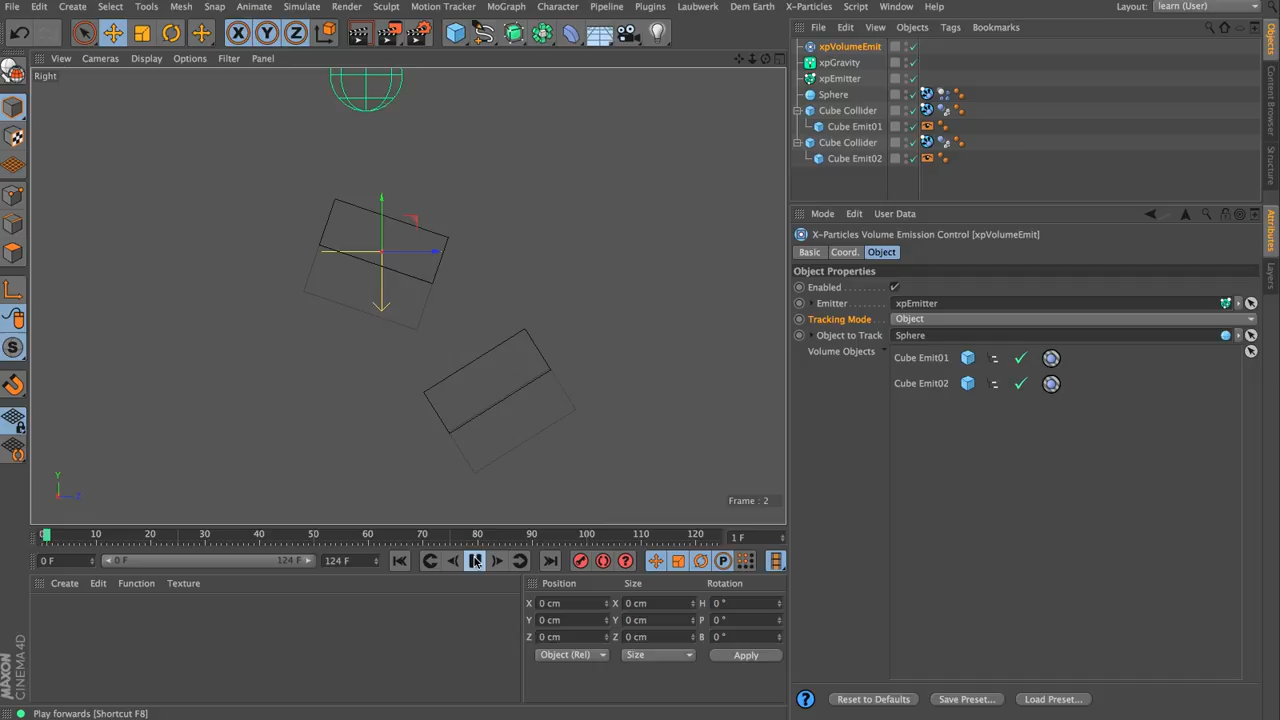 File Edit Create Select Tools Mesh Snap Animate Simulate Render Sculpt Motion Tracker MoGraph Character Pipeline Plugins Laubwerk Dem Earth X-Particles Script Window Help Layout: learn (User)
View Cameras Display Options Filter Panel
Right
Y
Z
Frame : 2
0 10 20 30 40 50 60 70 80 90 100 110 120 1 F
0 F 0 F 124 F 124 F
Create Edit Function Texture
Position Size Rotation
X 0 cm X 0 cm H 0 °
Y 0 cm Y 0 cm P 0 °
Z 0 cm Z 0 cm B 0 °
Object (Rel) Size Apply
MAXON
CINEMA 4D
Play forwards [Shortcut F8]
File Edit View Objects Tags Bookmarks
xpVolumeEmit
xpGravity
xpEmitter
Sphere
Cube Collider
Cube Emit01
Cube Collider
Cube Emit02
Mode Edit User Data
X-Particles Volume Emission Control [xpVolumeEmit]
Basic Coord. Object
Object Properties
Enabled
Emitter xpEmitter
Tracking Mode Object
Object to Track Sphere
Volume Objects Cube Emit01
Cube Emit02
Reset to Defaults Save Preset... Load Preset...
Objects
Content Browser
Structure
Attributes
Layers